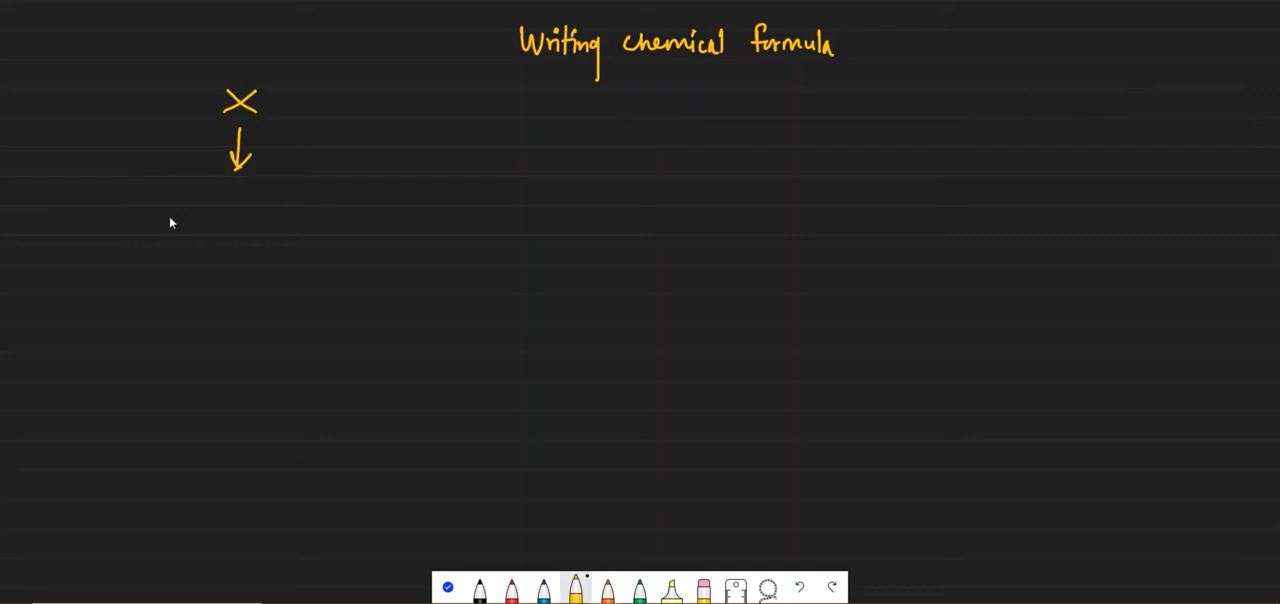 Writing chemical formula
X
↓